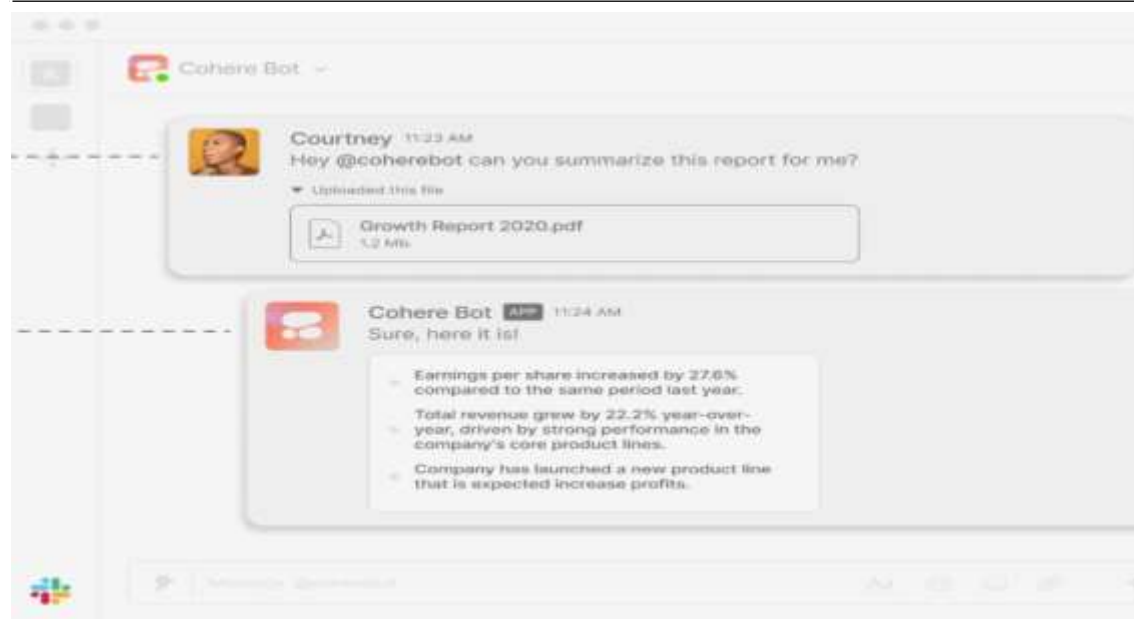 Cohere Bot
Courtney 11:23 AM
Hey @coherebot can you summarize this report for me?
Uploaded this file
Growth Report 2020.pdf
1.2 Mb
Cohere Bot APP 11:24 AM
Sure, here it is!
Earnings per share increased by 27.6%
compared to the same period last year.
Total revenue grew by 22.2% year-over-
year, driven by strong performance in the
company's core product lines.
Company has launched a new product line
that is expected increase profits.
Message